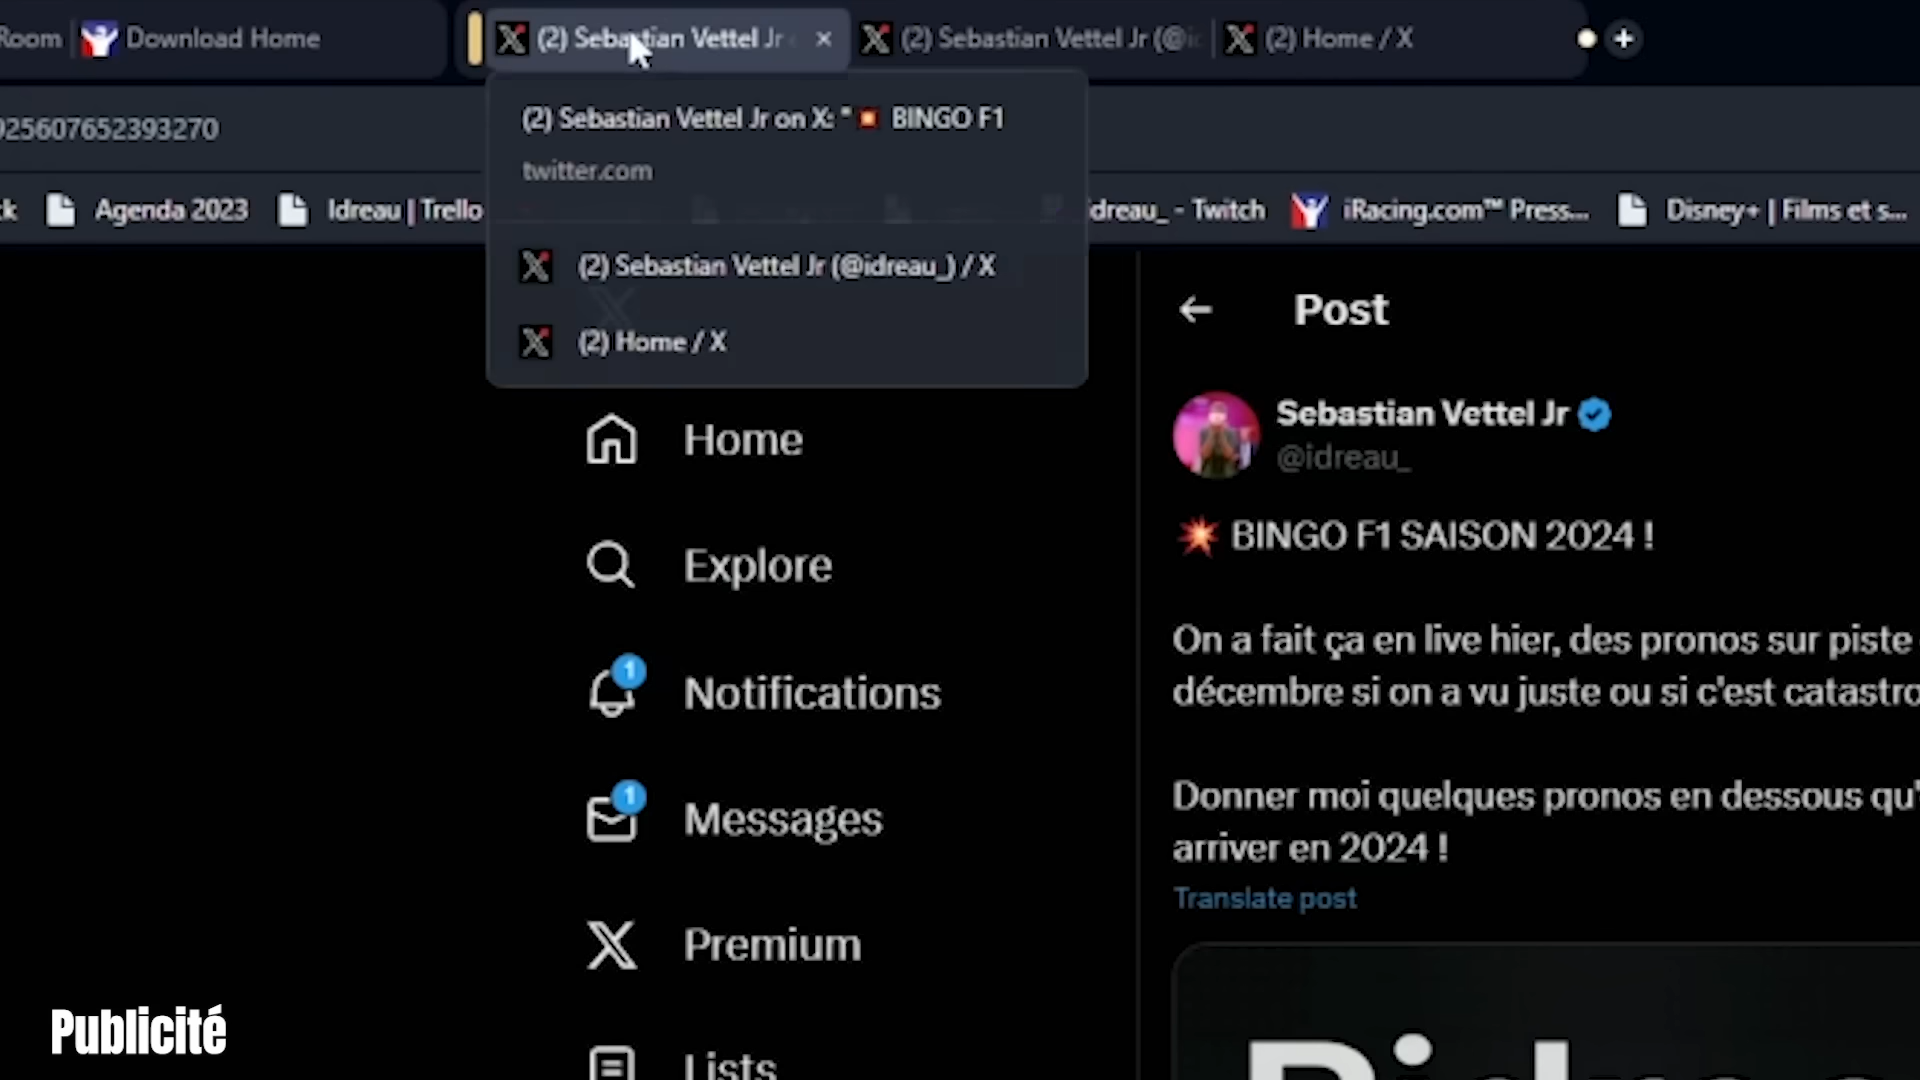 Room
Download Home
(2) Sebastian Vettel Jr
(2) Sebastian Vettel Jr (@i
(2) Home / X
(2) Sebastian Vettel Jr on X: "💥 BINGO F1
twitter.com
(2) Sebastian Vettel Jr (@idreau_) / X
(2) Home / X
925607652393270
Agenda 2023
Idreau | Trello
idreau_ - Twitch
iRacing.com™ Press...
Disney+ | Films et s...
Home
Explore
1
Notifications
1
Messages
Premium
Lists
Post
Sebastian Vettel Jr
@idreau_
💥 BINGO F1 SAISON 2024 !
On a fait ça en live hier, des pronos sur piste
décembre si on a vu juste ou si c'est catastro
Donner moi quelques pronos en dessous qu'
arriver en 2024 !
Translate post
Publicité